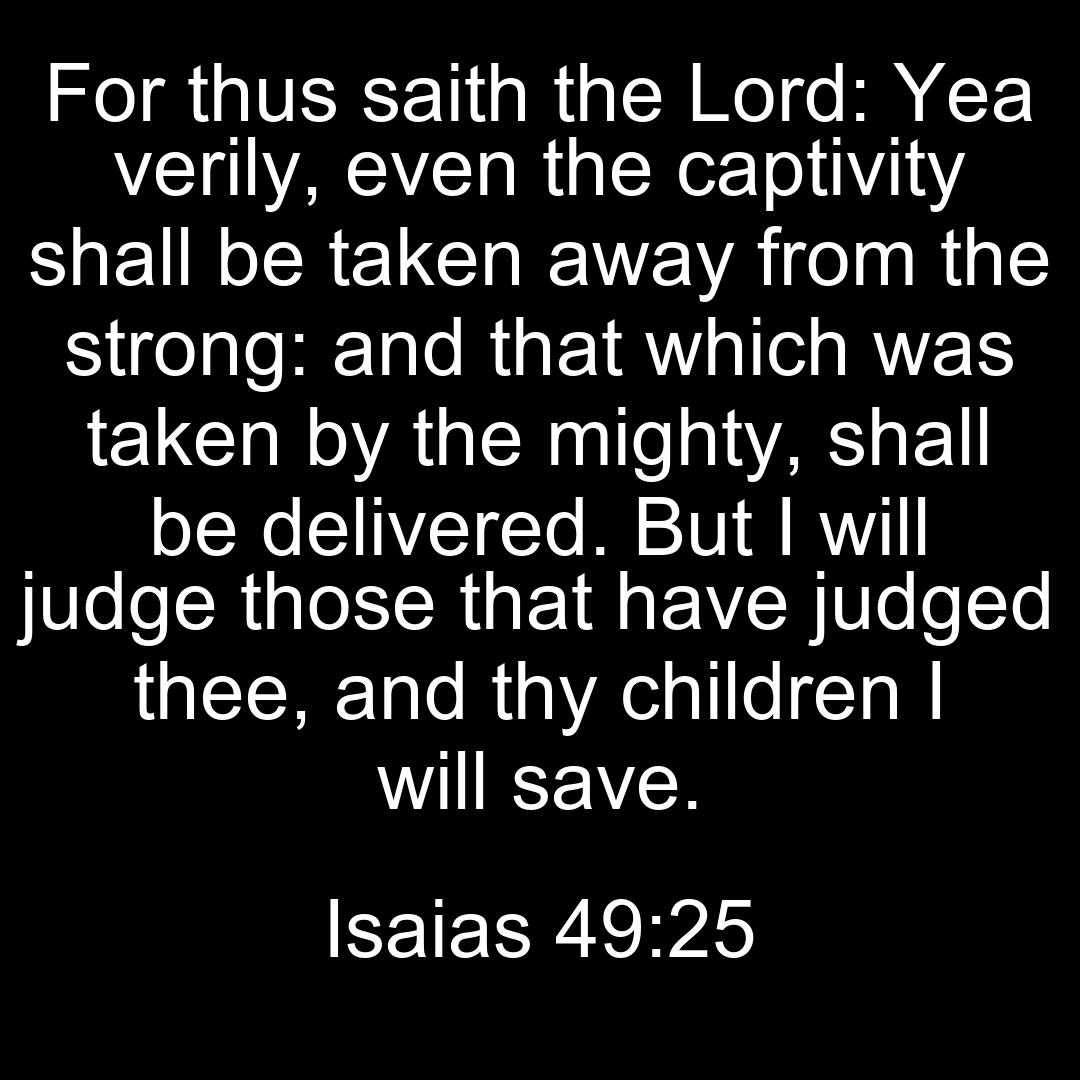 For thus saith the Lord: Yea
verily, even the captivity
shall be taken away from the
strong: and that which was
taken by the mighty, shall
be delivered. But I will
judge those that have judged
thee, and thy children I
will save.
Isaias 49:25